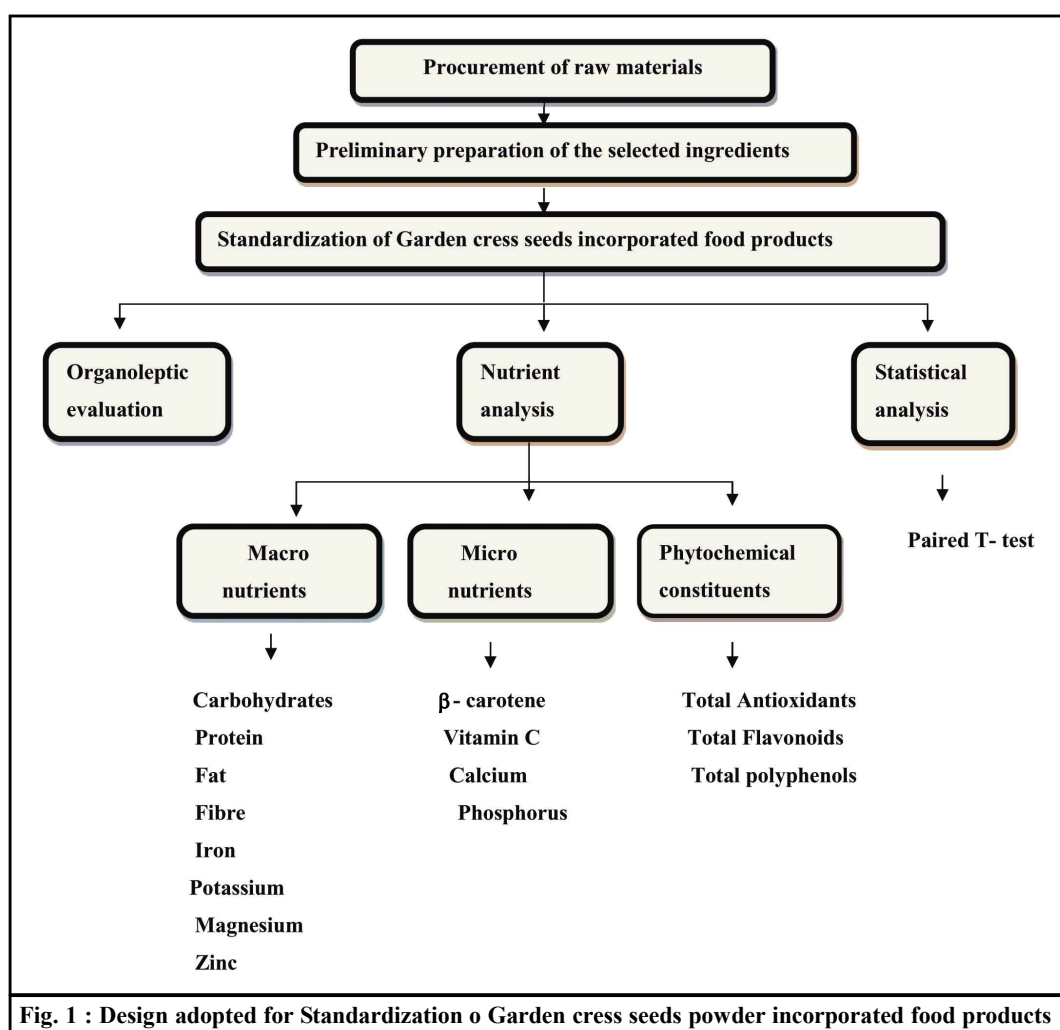 Procurement of raw materials
Preliminary preparation of the selected ingredients
Standardization of Garden cress seeds incorporated food products
Organoleptic
evaluation
Nutrient
analysis
Statistical
analysis
Paired T- test
Macro
nutrients
Micro
nutrients
Phytochemical
constituents
Carbohydrates
Protein
Fat
Fibre
Iron
Potassium
Magnesium
Zinc
β- carotene
Vitamin C
Calcium
Phosphorus
Total Antioxidants
Total Flavonoids
Total polyphenols
Fig. 1 : Design adopted for Standardization o Garden cress seeds powder incorporated food products